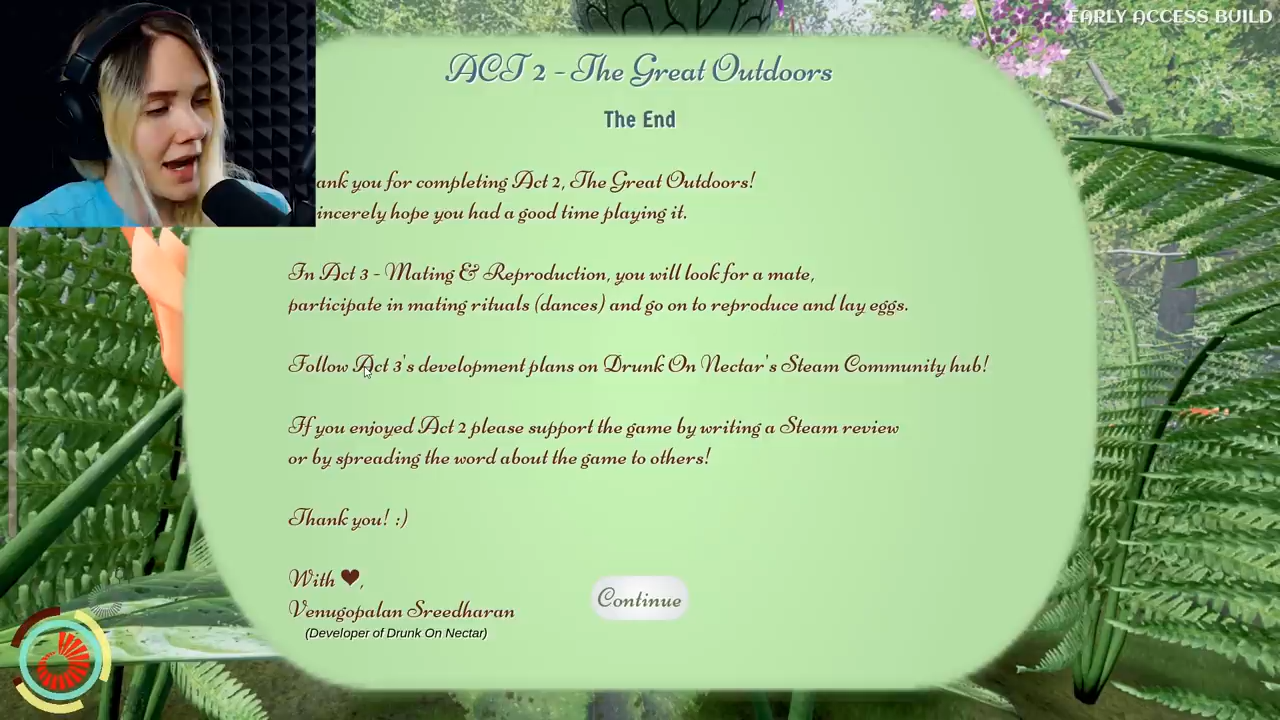 EARLY ACCESS BUILD
ACT 2 - The Great Outdoors
The End
ank you for completing Act 2, The Great Outdoors!
incerely hope you had a good time playing it.
In Act 3 - Mating & Reproduction, you will look for a mate,
participate in mating rituals (dances) and go on to reproduce and lay eggs.
Follow Act 3's development plans on Drunk On Nectar's Steam Community hub!
If you enjoyed Act 2 please support the game by writing a Steam review
or by spreading the word about the game to others!
Thank you! :)
With ❤,
Venugopalan Sreedharan
(Developer of Drunk On Nectar)
Continue